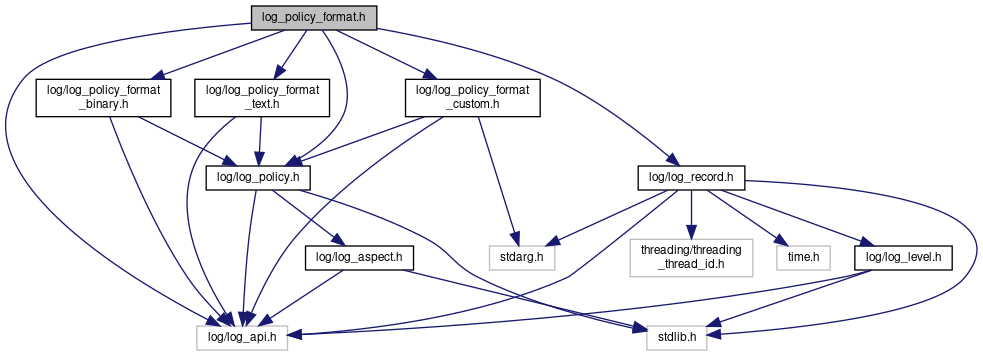 log_policy_format.h
log/log_policy_format
_binary.h
log/log_policy_format
_text.h
log/log_policy_format
_custom.h
log/log_policy.h
log/log_record.h
log/log_aspect.h
stdarg.h
threading/threading
_thread_id.h
time.h
log/log_level.h
log/log_api.h
stdlib.h